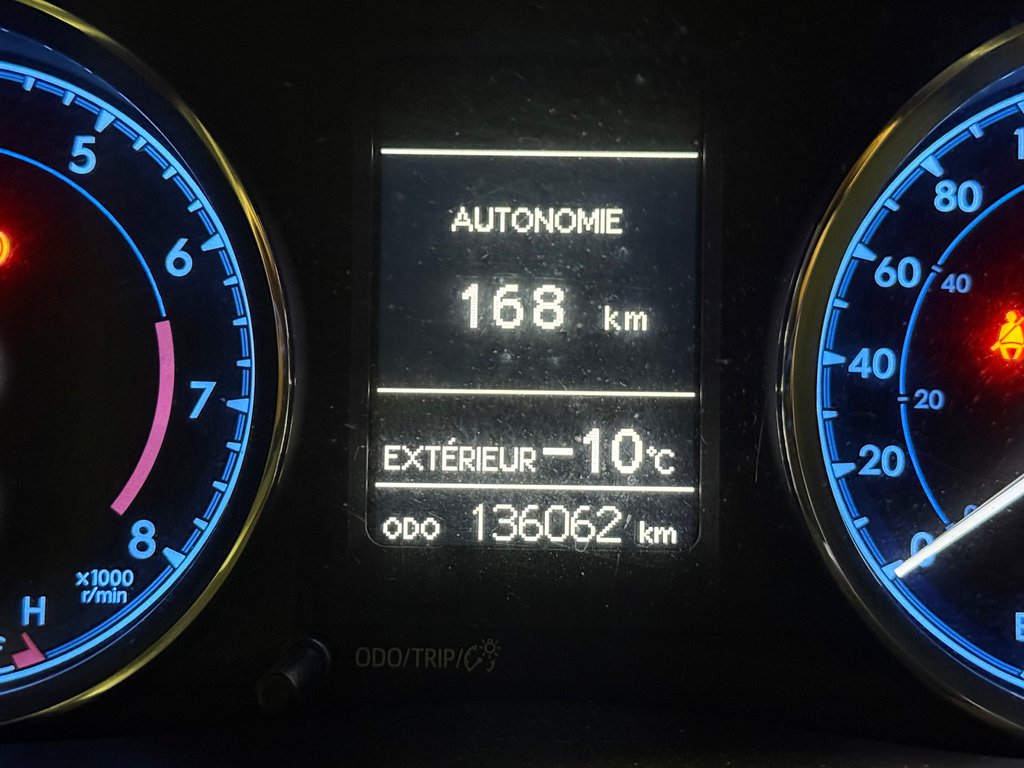 5
6
7
8
x1000
r/min
H
AUTONOMIE
168 km
EXTÉRIEUR -10°C
ODO 136062 km
ODO/TRIP/
80
60
40
40
20
20
0